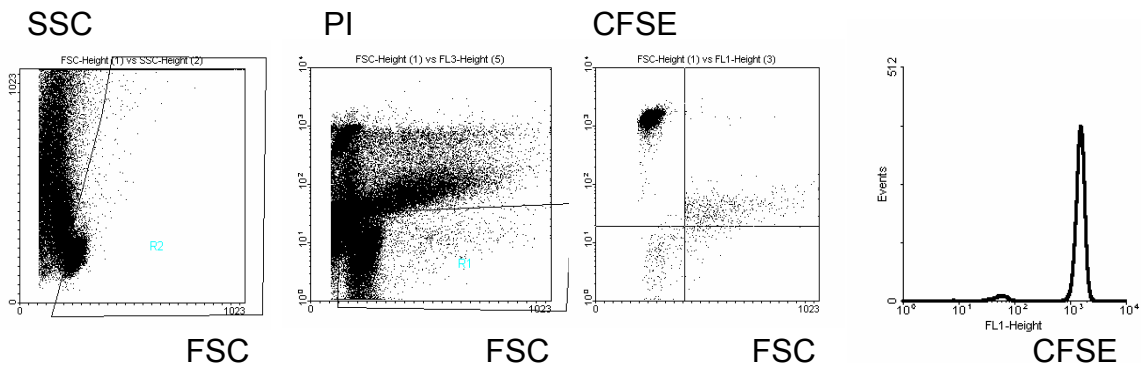 SSC
FSC-Height (1) vs SSC-Height (2)
1023
R2
0
0
1023
FSC
PI
FSC-Height (1) vs FL3-Height (5)
10⁴
10³
10²
10¹
10⁰
R1
0
1023
FSC
CFSE
FSC-Height (1) vs FL1-Height (3)
10⁴
10³
10²
10¹
10⁰
0
1023
FSC
512
Events
0
10⁰ 10¹ 10² 10³ 10⁴
FL1-Height
CFSE